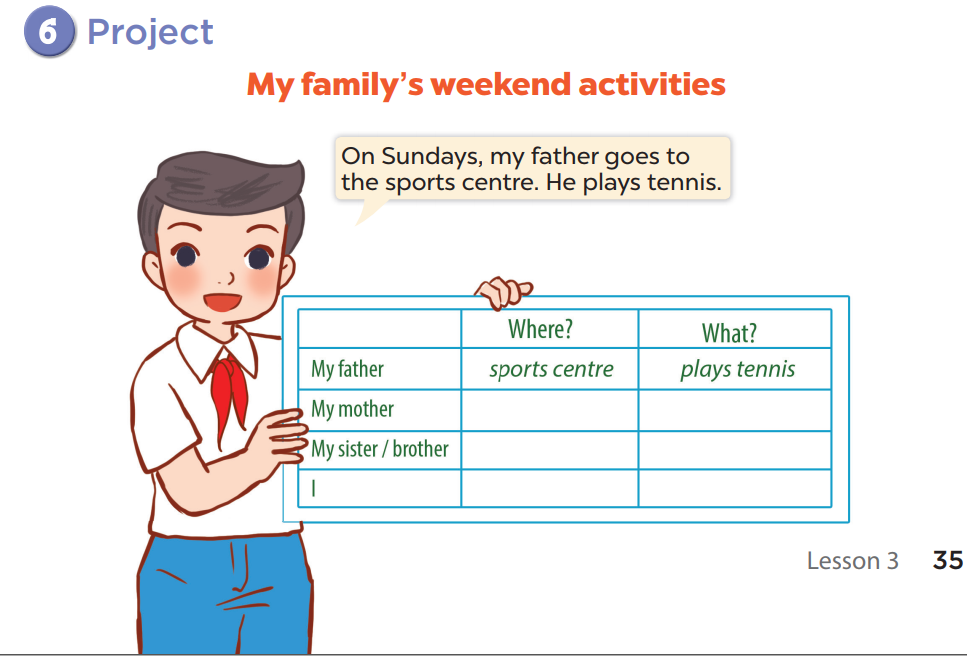 6 Project
My family's weekend activities
On Sundays, my father goes to
the sports centre. He plays tennis.
Where? What?
My father sports centre plays tennis
My mother
My sister / brother
I
Lesson 3 35